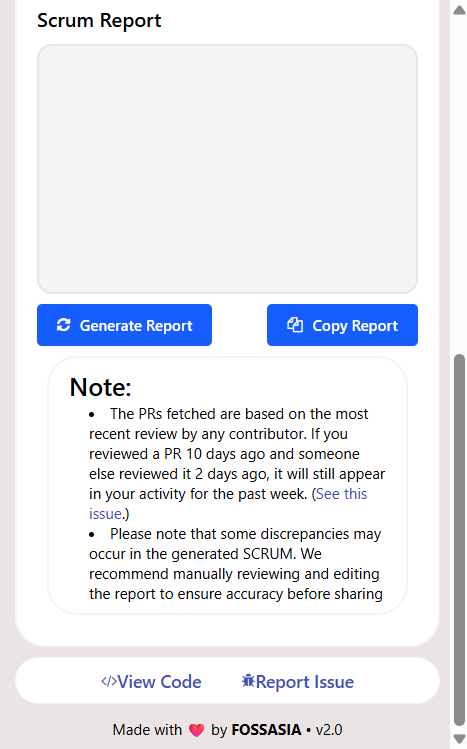 Scrum Report
Generate Report
Copy Report
Note:
• The PRs fetched are based on the most
recent review by any contributor. If you
reviewed a PR 10 days ago and someone
else reviewed it 2 days ago, it will still appear
in your activity for the past week. (See this
issue.)
• Please note that some discrepancies may
occur in the generated SCRUM. We
recommend manually reviewing and editing
the report to ensure accuracy before sharing
</>View Code
Report Issue
Made with ❤️ by FOSSASIA • v2.0